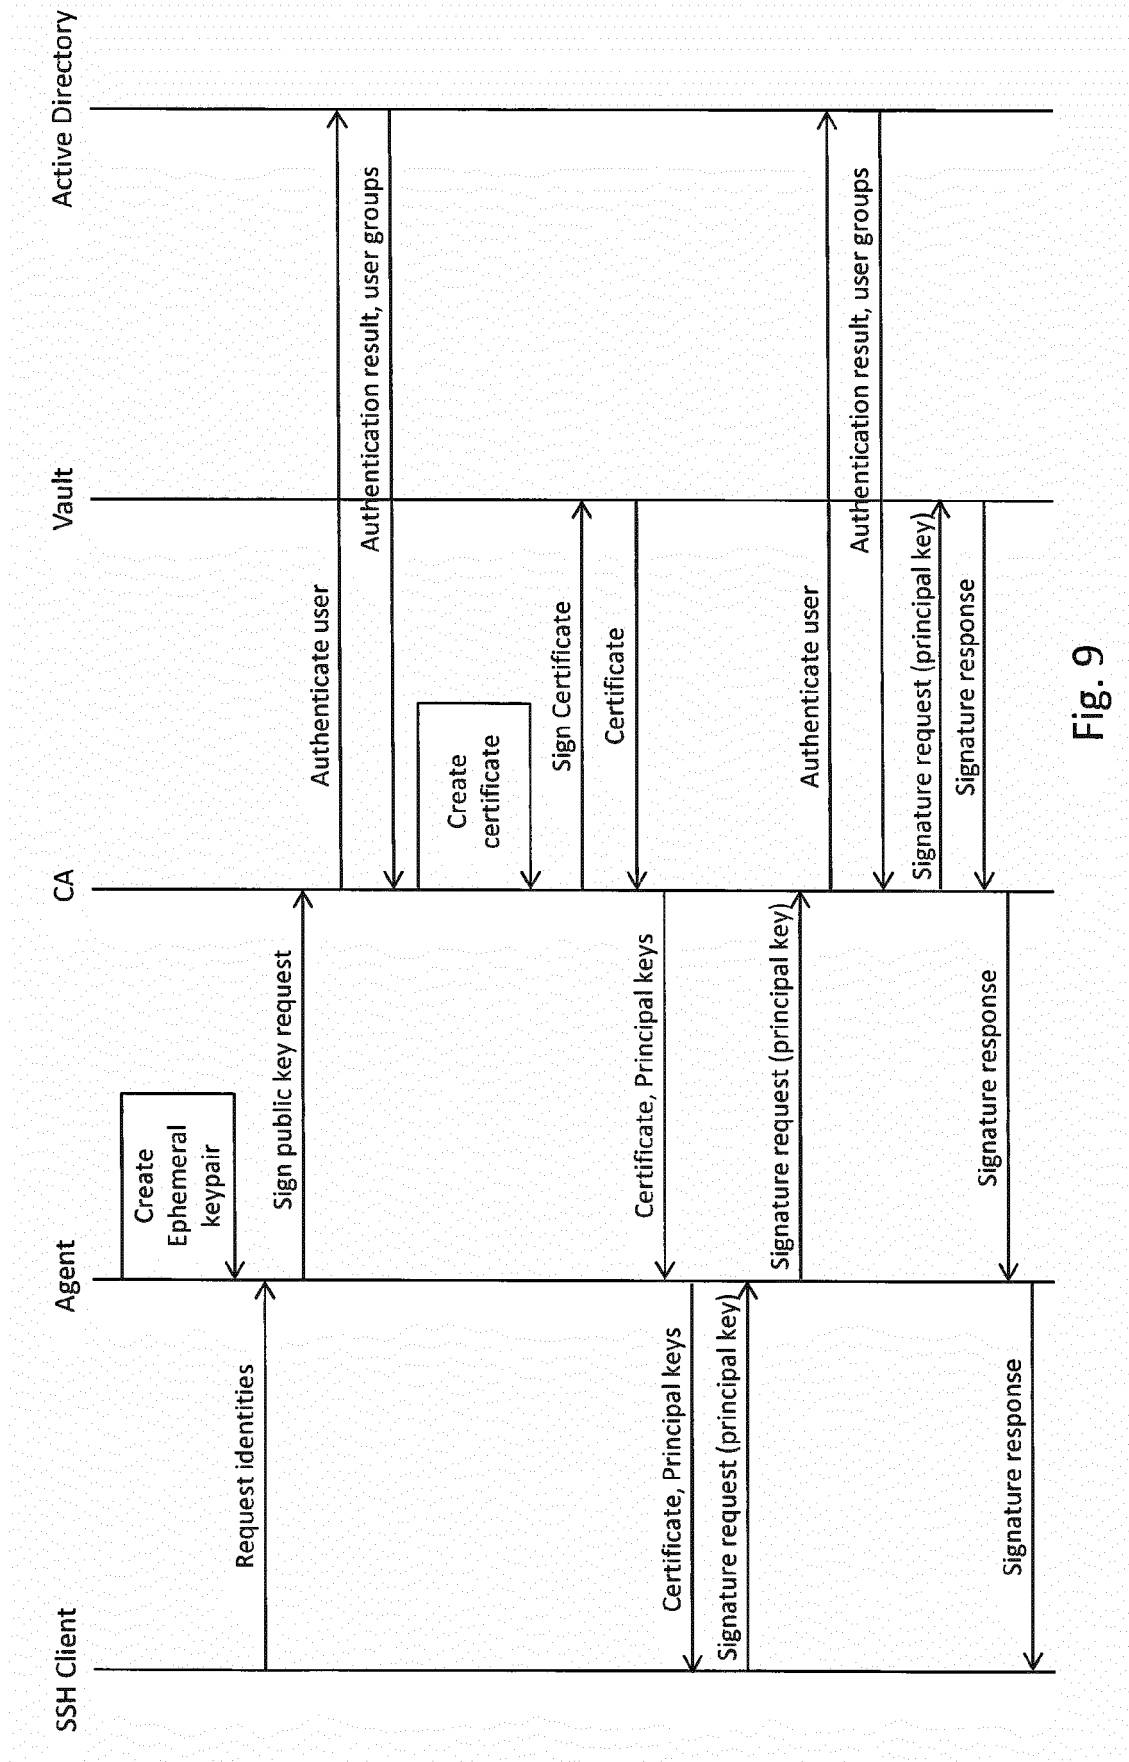 SSH Client
Agent
CA
Vault
Active Directory
Create
Ephemeral
keypair
Request identities
Sign public key request
Authenticate user
Authentication result, user groups
Create
certificate
Sign Certificate
Certificate
Certificate, Principal keys
Certificate, Principal keys
Signature request (principal key)
Signature request (principal key)
Authenticate user
Authentication result, user groups
Signature request (principal key)
Signature response
Signature response
Signature response
Fig. 9